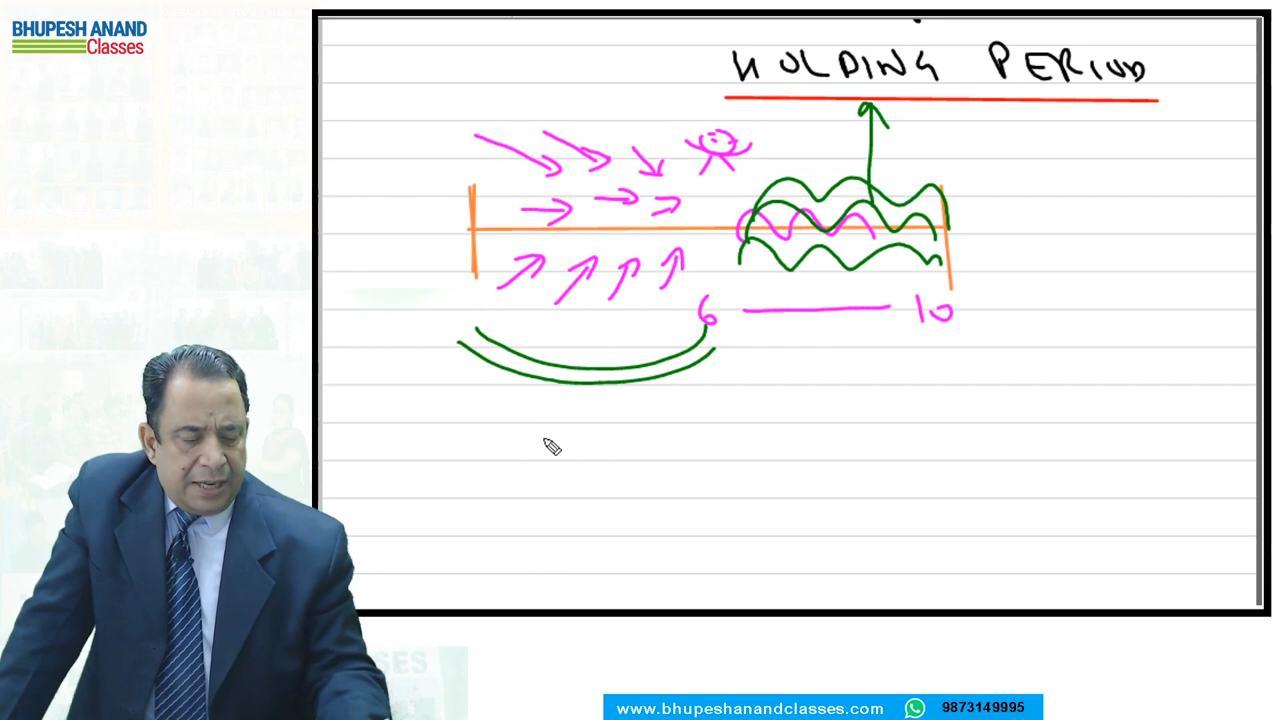 BHUPESH ANAND
Classes
HOLDING PERIOD
6 10
www.bhupeshanandclasses.com 9873149995